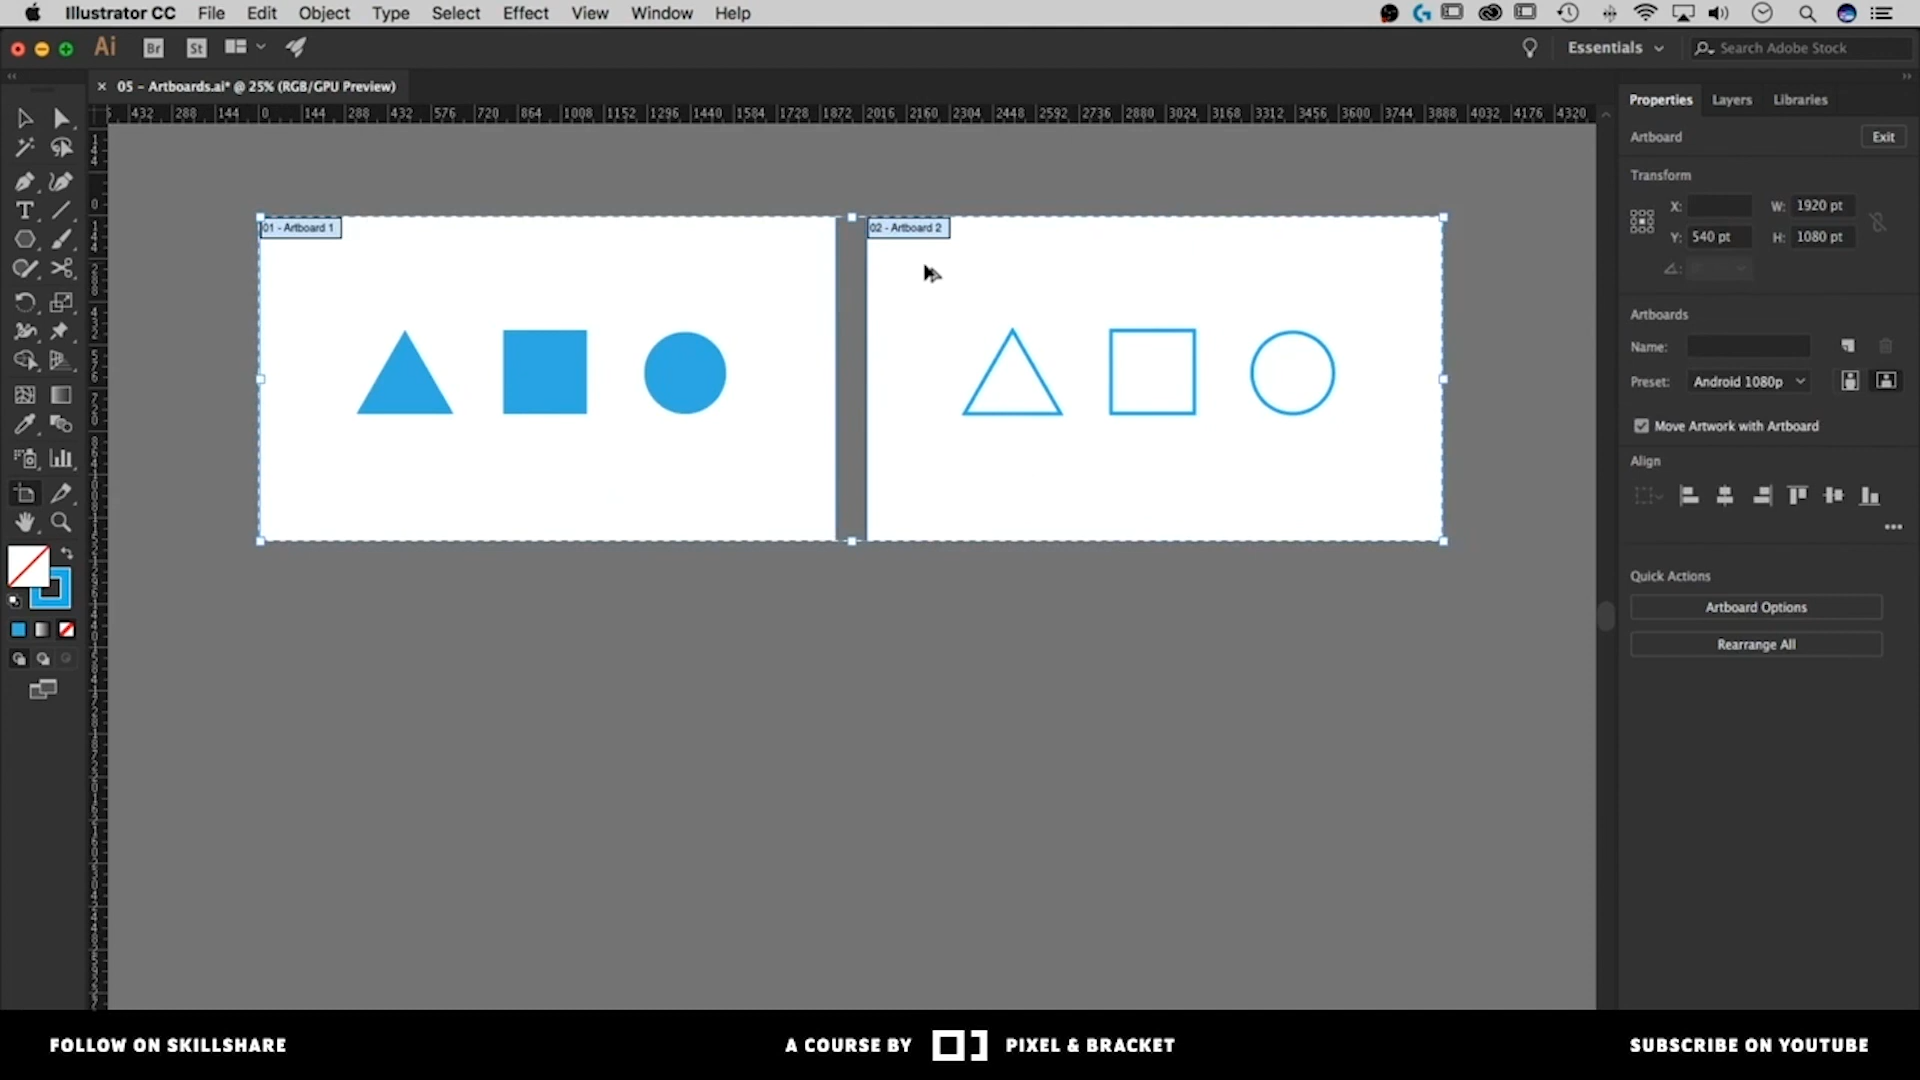 Illustrator CC File Edit Object Type Select Effect View Window Help
Ai Br St Essentials Search Adobe Stock
05 - Artboards.ai* @ 25% (RGB/GPU Preview)
432 288 144 0 144 288 432 576 720 864 1008 1152 1296 1440 1584 1728 1872 2016 2160 2304 2448 2592 2736 2880 3024 3168 3312 3456 3600 3744 3888 4032 4176 4320
01 - Artboard 1
02 - Artboard 2
Properties Layers Libraries
Artboard Exit
Transform
X: W: 1920 pt
Y: 540 pt H: 1080 pt
Artboards
Name:
Preset: Android 1080p
Move Artwork with Artboard
Align
Quick Actions
Artboard Options
Rearrange All
FOLLOW ON SKILLSHARE
A COURSE BY PIXEL & BRACKET
SUBSCRIBE ON YOUTUBE